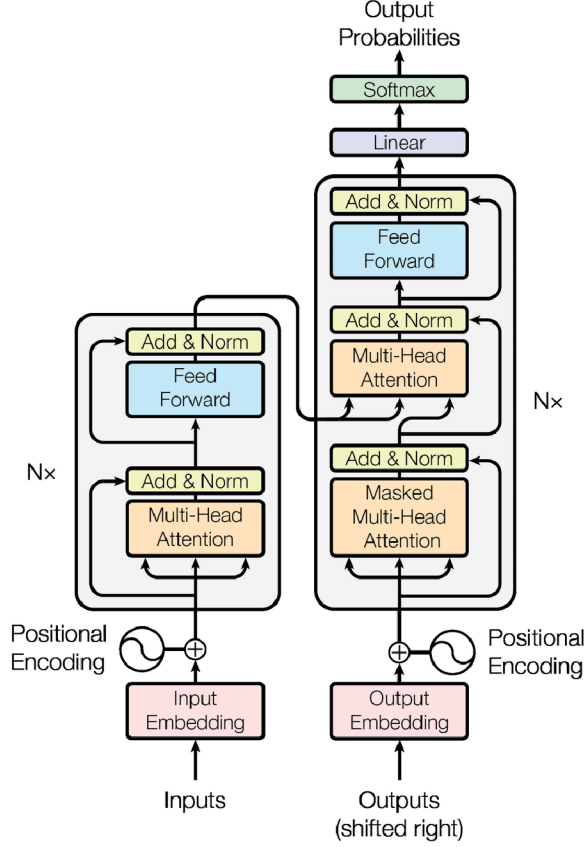 Output
Probabilities
Softmax
Linear
Add & Norm
Feed
Forward
Add & Norm
Multi-Head
Attention
Add & Norm
Masked
Multi-Head
Attention
N×
Add & Norm
Feed
Forward
Add & Norm
Multi-Head
Attention
N×
Positional
Encoding
Positional
Encoding
Input
Embedding
Output
Embedding
Inputs
Outputs
(shifted right)